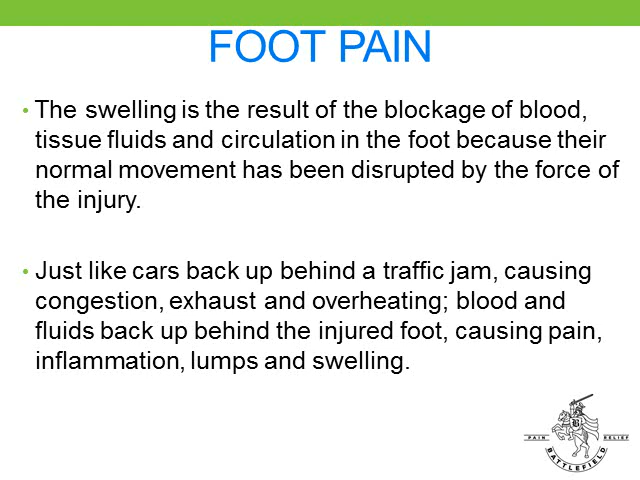 FOOT PAIN
• The swelling is the result of the blockage of blood,
tissue fluids and circulation in the foot because their
normal movement has been disrupted by the force of
the injury.
• Just like cars back up behind a traffic jam, causing
congestion, exhaust and overheating; blood and
fluids back up behind the injured foot, causing pain,
inflammation, lumps and swelling.
B
PAIN RELIEF
BATTLEFIELD